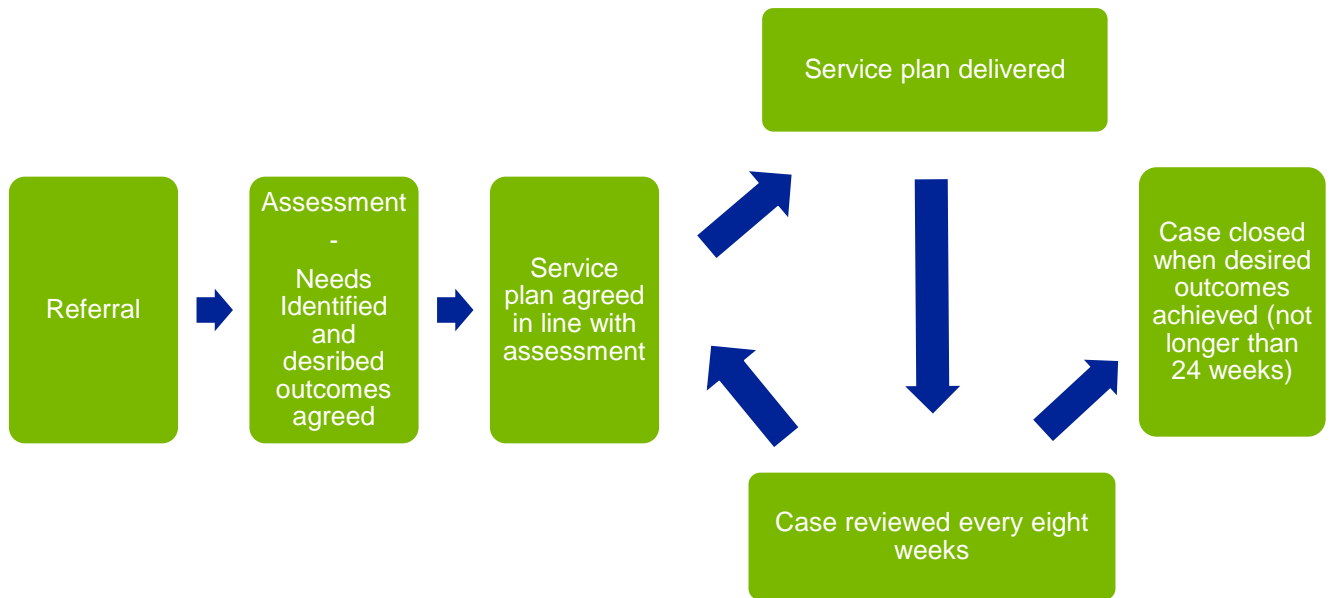 Referral
Assessment
-
Needs
Identified
and
desribed
outcomes
agreed
Service
plan agreed
in line with
assessment
Service plan delivered
Case reviewed every eight
weeks
Case closed
when desired
outcomes
achieved (not
longer than
24 weeks)